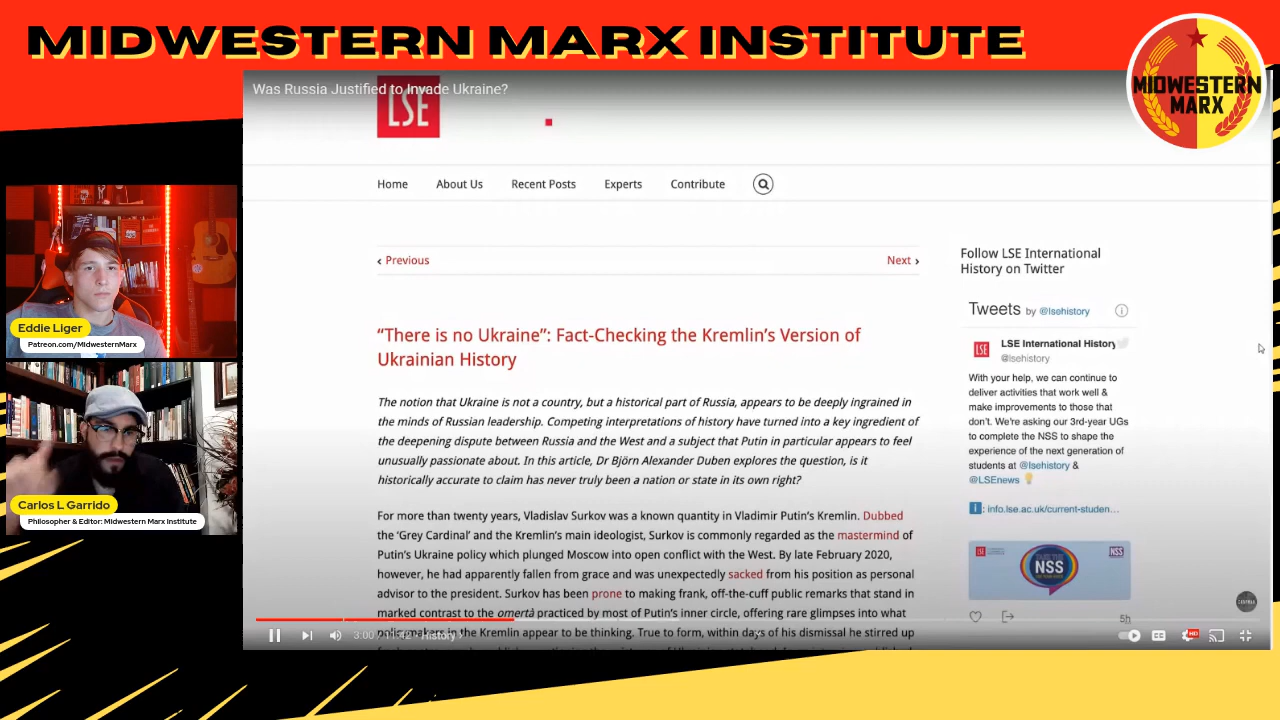 MIDWESTERN MARX INSTITUTE
MIDWESTERN
MARX
Was Russia Justified to Invade Ukraine?
LSE
Home About Us Recent Posts Experts Contribute
‹ Previous Next ›
Follow LSE International
History on Twitter
Tweets by @lsehistory
LSE International History
@lsehistory
With your help, we can continue to
deliver activities that work well &
make improvements to those that
don't. We're asking our 3rd-year UGs
to complete the NSS to shape the
experience of the next generation of
students at @lsehistory &
@LSEnews
: info.lse.ac.uk/current-studen...
NSS
NSS
5h
“There is no Ukraine”: Fact-Checking the Kremlin’s Version of
Ukrainian History
The notion that Ukraine is not a country, but a historical part of Russia, appears to be deeply ingrained in
the minds of Russian leadership. Competing interpretations of history have turned into a key ingredient of
the deepening dispute between Russia and the West and a subject that Putin in particular appears to feel
unusually passionate about. In this article, Dr Björn Alexander Duben explores the question, is it
historically accurate to claim has never truly been a nation or state in its own right?
For more than twenty years, Vladislav Surkov was a known quantity in Vladimir Putin’s Kremlin. Dubbed
the ‘Grey Cardinal’ and the Kremlin’s main ideologist, Surkov is commonly regarded as the mastermind of
Putin’s Ukraine policy which plunged Moscow into open conflict with the West. By late February 2020,
however, he had apparently fallen from grace and was unexpectedly sacked from his position as personal
advisor to the president. Surkov has been prone to making frank, off-the-cuff public remarks that stand in
marked contrast to the omertà practiced by most of Putin’s inner circle, offering rare glimpses into what
policymakers in the Kremlin appear to be thinking. True to form, within days of his dismissal he stirred up
3:00
CC
HD
Eddie Liger
Patreon.com/MidwesternMarx
Carlos L Garrido
Philosopher & Editor: Midwestern Marx Institute